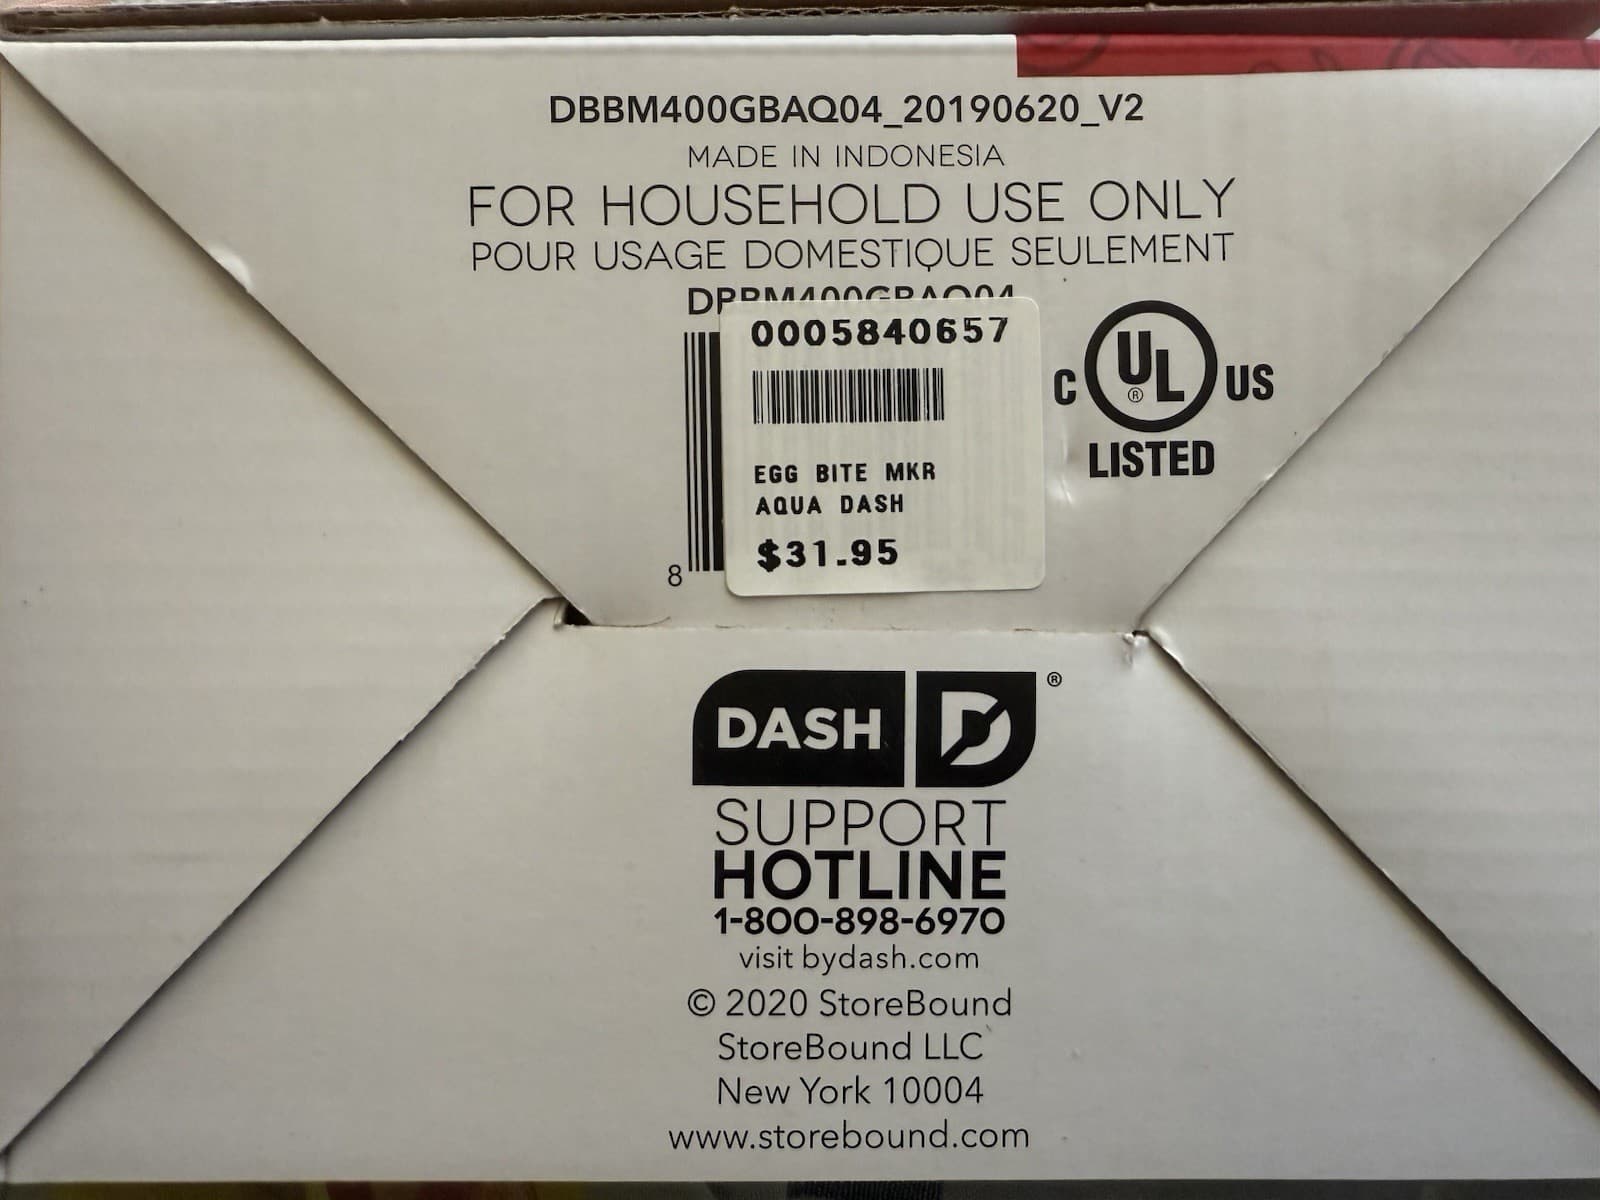 DBBM400GBAQ04_20190620_V2
MADE IN INDONESIA
FOR HOUSEHOLD USE ONLY
POUR USAGE DOMESTIQUE SEULEMENT
DBBM400GBAQ04
0005840657
C UL® US
LISTED
EGG BITE MKR
AQUA DASH
$31.95
8
DASH D®
SUPPORT
HOTLINE
1-800-898-6970
visit bydash.com
© 2020 StoreBound
StoreBound LLC
New York 10004
www.storebound.com